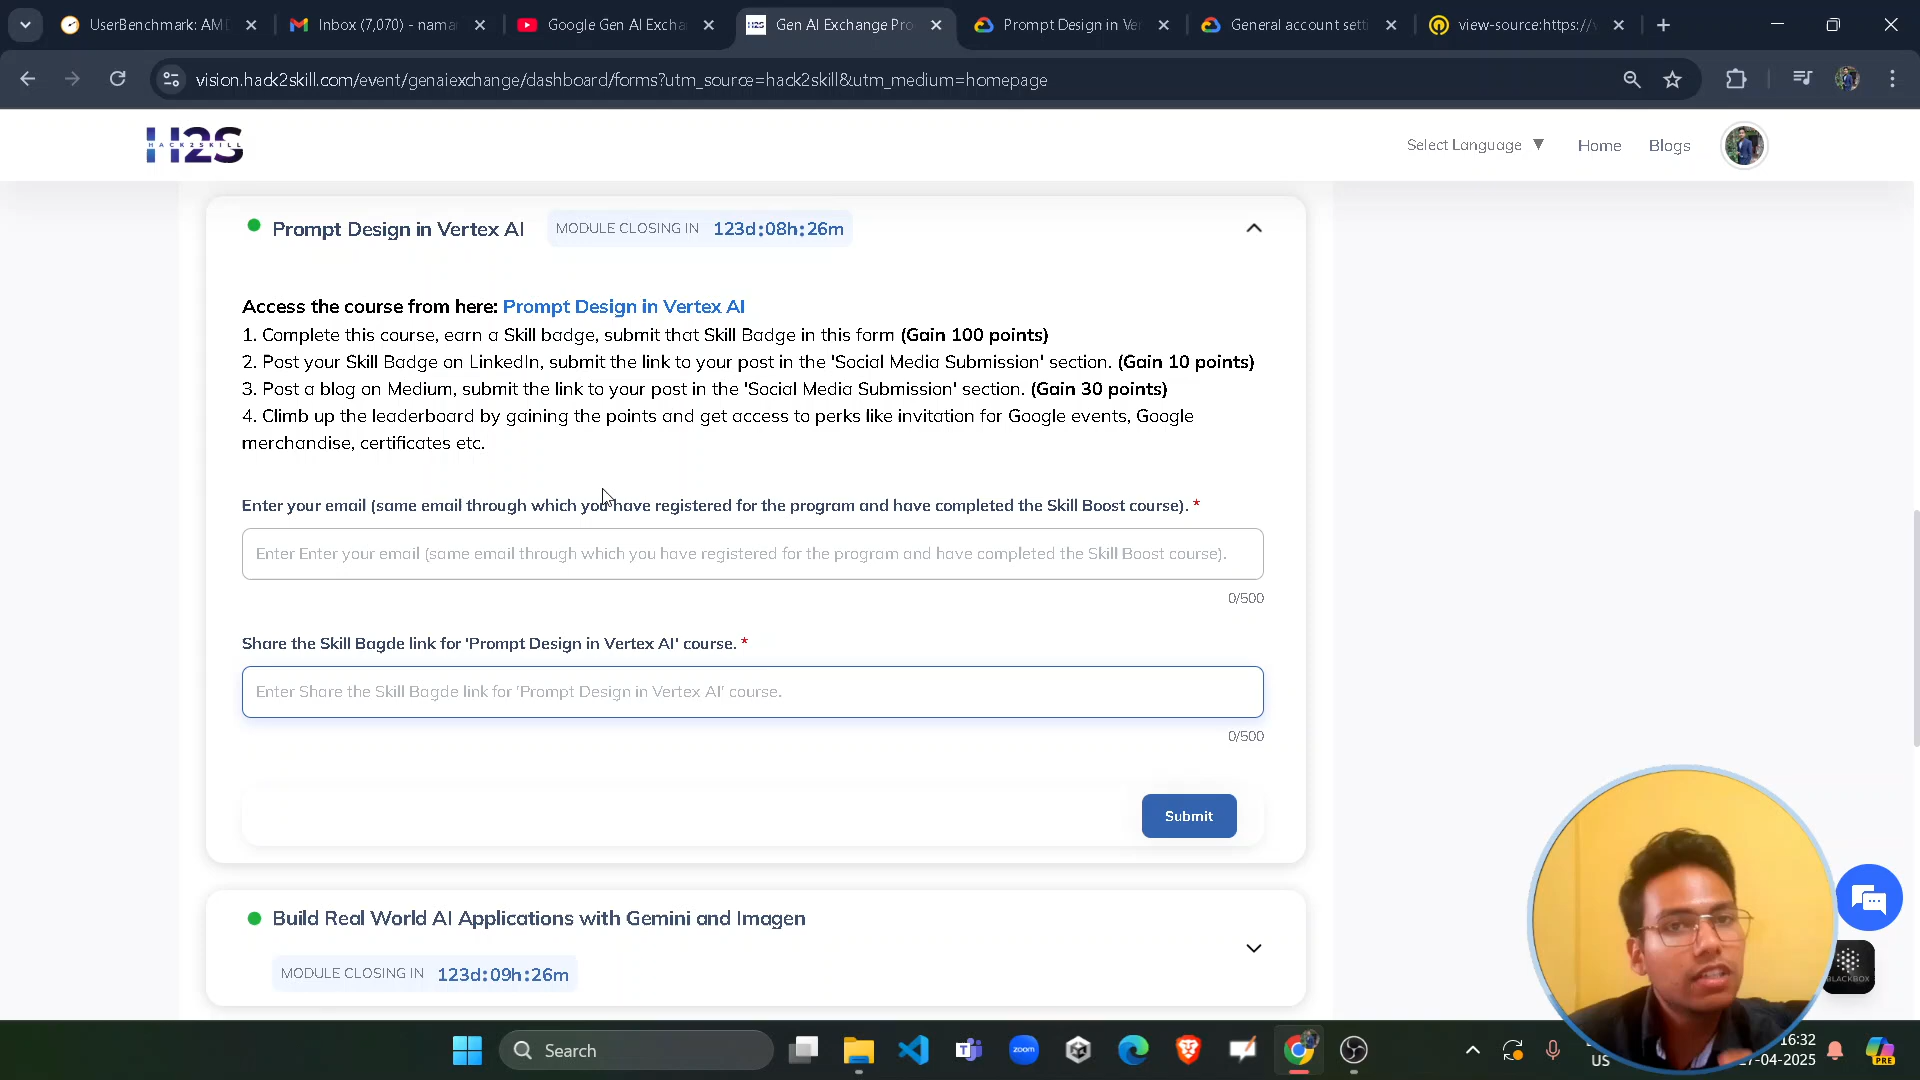 UserBenchmark: AM
Inbox (7,070) - nama
Google Gen AI Excha
Gen AI Exchange Pro
Prompt Design in Ve
General account sett
view-source:https://
vision.hack2skill.com/event/genaiexchange/dashboard/forms?utm_source=hack2skill&utm_medium=homepage
H2S
HACK2SKILL
Select Language ▼
Home
Blogs
Prompt Design in Vertex AI
MODULE CLOSING IN 123d:08h:26m
Access the course from here: Prompt Design in Vertex AI
1. Complete this course, earn a Skill badge, submit that Skill Badge in this form (Gain 100 points)
2. Post your Skill Badge on LinkedIn, submit the link to your post in the 'Social Media Submission' section. (Gain 10 points)
3. Post a blog on Medium, submit the link to your post in the 'Social Media Submission' section. (Gain 30 points)
4. Climb up the leaderboard by gaining the points and get access to perks like invitation for Google events, Google
merchandise, certificates etc.
Enter your email (same email through which you have registered for the program and have completed the Skill Boost course). *
Enter Enter your email (same email through which you have registered for the program and have completed the Skill Boost course).
0/500
Share the Skill Bagde link for 'Prompt Design in Vertex AI' course. *
Enter Share the Skill Bagde link for 'Prompt Design in Vertex AI' course.
0/500
Submit
Build Real World AI Applications with Gemini and Imagen
MODULE CLOSING IN 123d:09h:26m
BLACKBOX
Search
zoom
US
16:32
7-04-2025
PRE